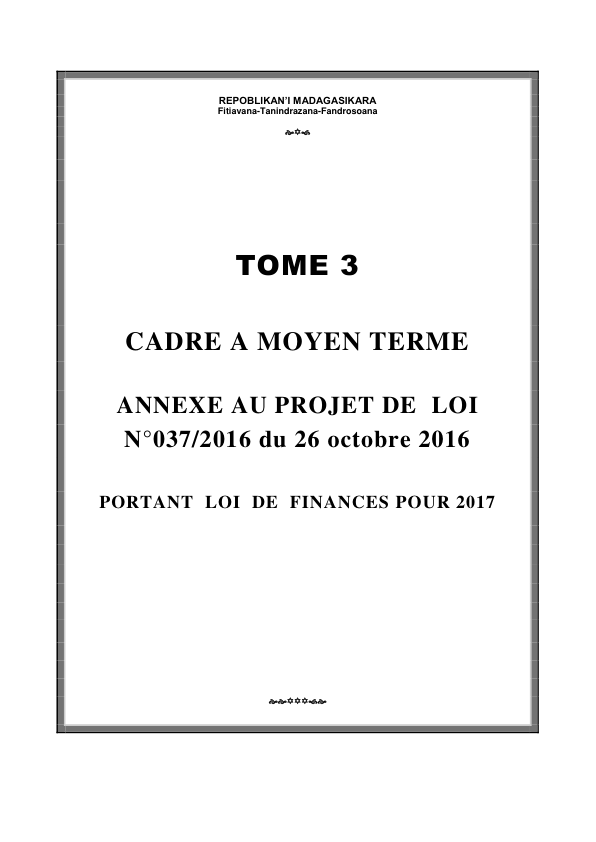 REPOBLIKAN'I MADAGASIKARA
Fitiavana-Tanindrazana-Fandrosoana
TOME 3
CADRE A MOYEN TERME
ANNEXE AU PROJET DE LOI
N°037/2016 du 26 octobre 2016
PORTANT LOI DE FINANCES POUR 2017